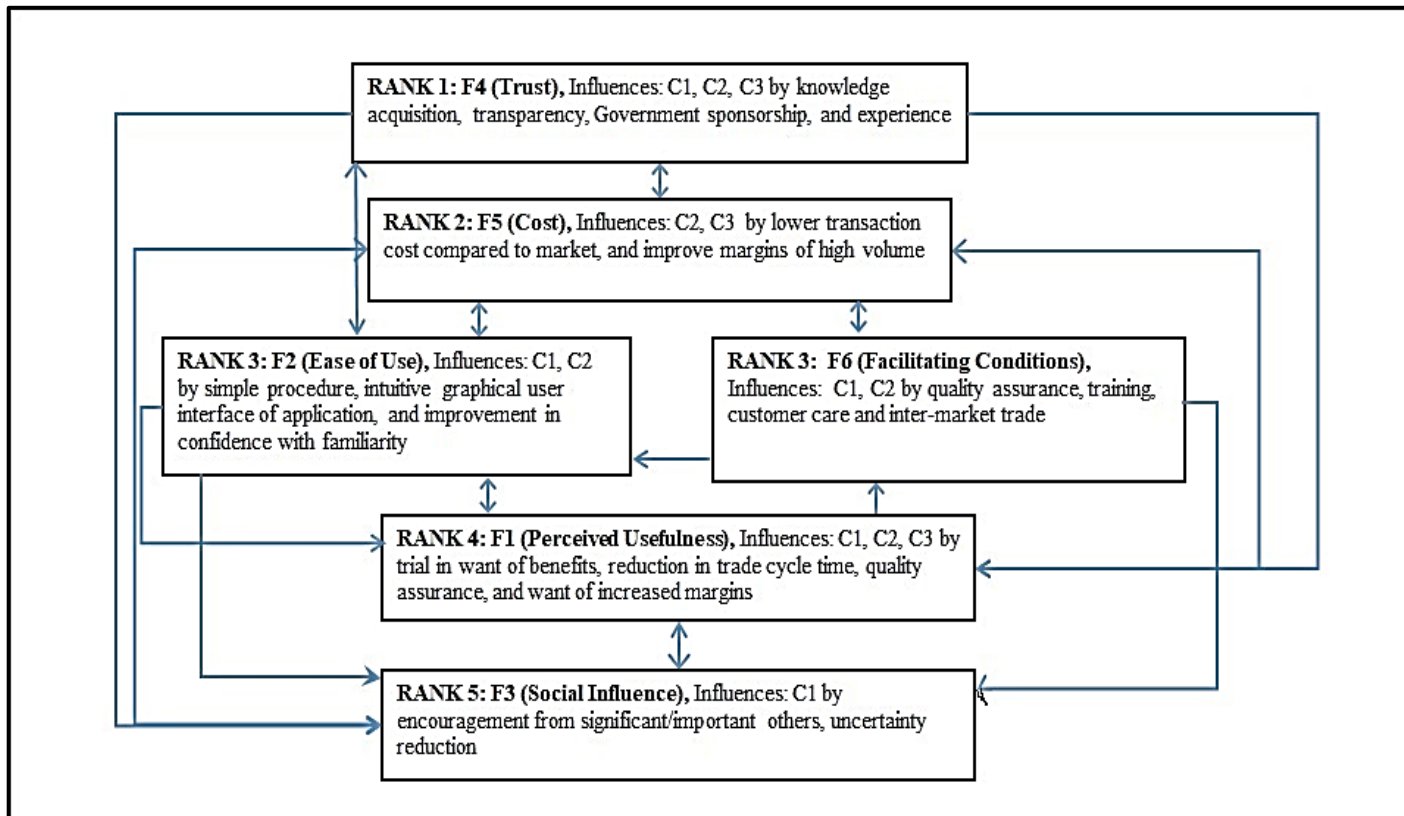 RANK 1: F4 (Trust), Influences: C1, C2, C3 by knowledge
acquisition, transparency, Government sponsorship, and experience
RANK 2: F5 (Cost), Influences: C2, C3 by lower transaction
cost compared to market, and improve margins of high volume
RANK 3: F2 (Ease of Use), Influences: C1, C2
by simple procedure, intuitive graphical user
interface of application, and improvement in
confidence with familiarity
RANK 3: F6 (Facilitating Conditions),
Influences: C1, C2 by quality assurance, training,
customer care and inter-market trade
RANK 4: F1 (Perceived Usefulness), Influences: C1, C2, C3 by
trial in want of benefits, reduction in trade cycle time, quality
assurance, and want of increased margins
RANK 5: F3 (Social Influence), Influences: C1 by
encouragement from significant/important others, uncertainty
reduction